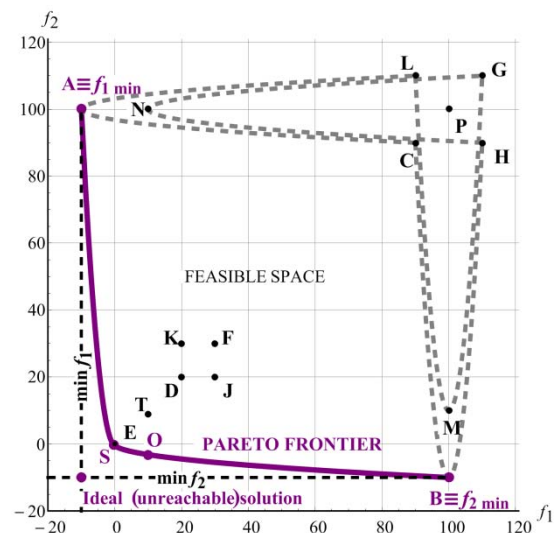 f₂
120
L
G
A≡f₁ min
100
N
P
C
H
80
60
FEASIBLE SPACE
40
K
F
min f₁
20
D
J
T
M
E
0
S
O
PARETO FRONTIER
min f₂
Ideal (unreachable)solution
B≡f₂ min
−20
−20
0
20
40
60
80
100
120
f₁